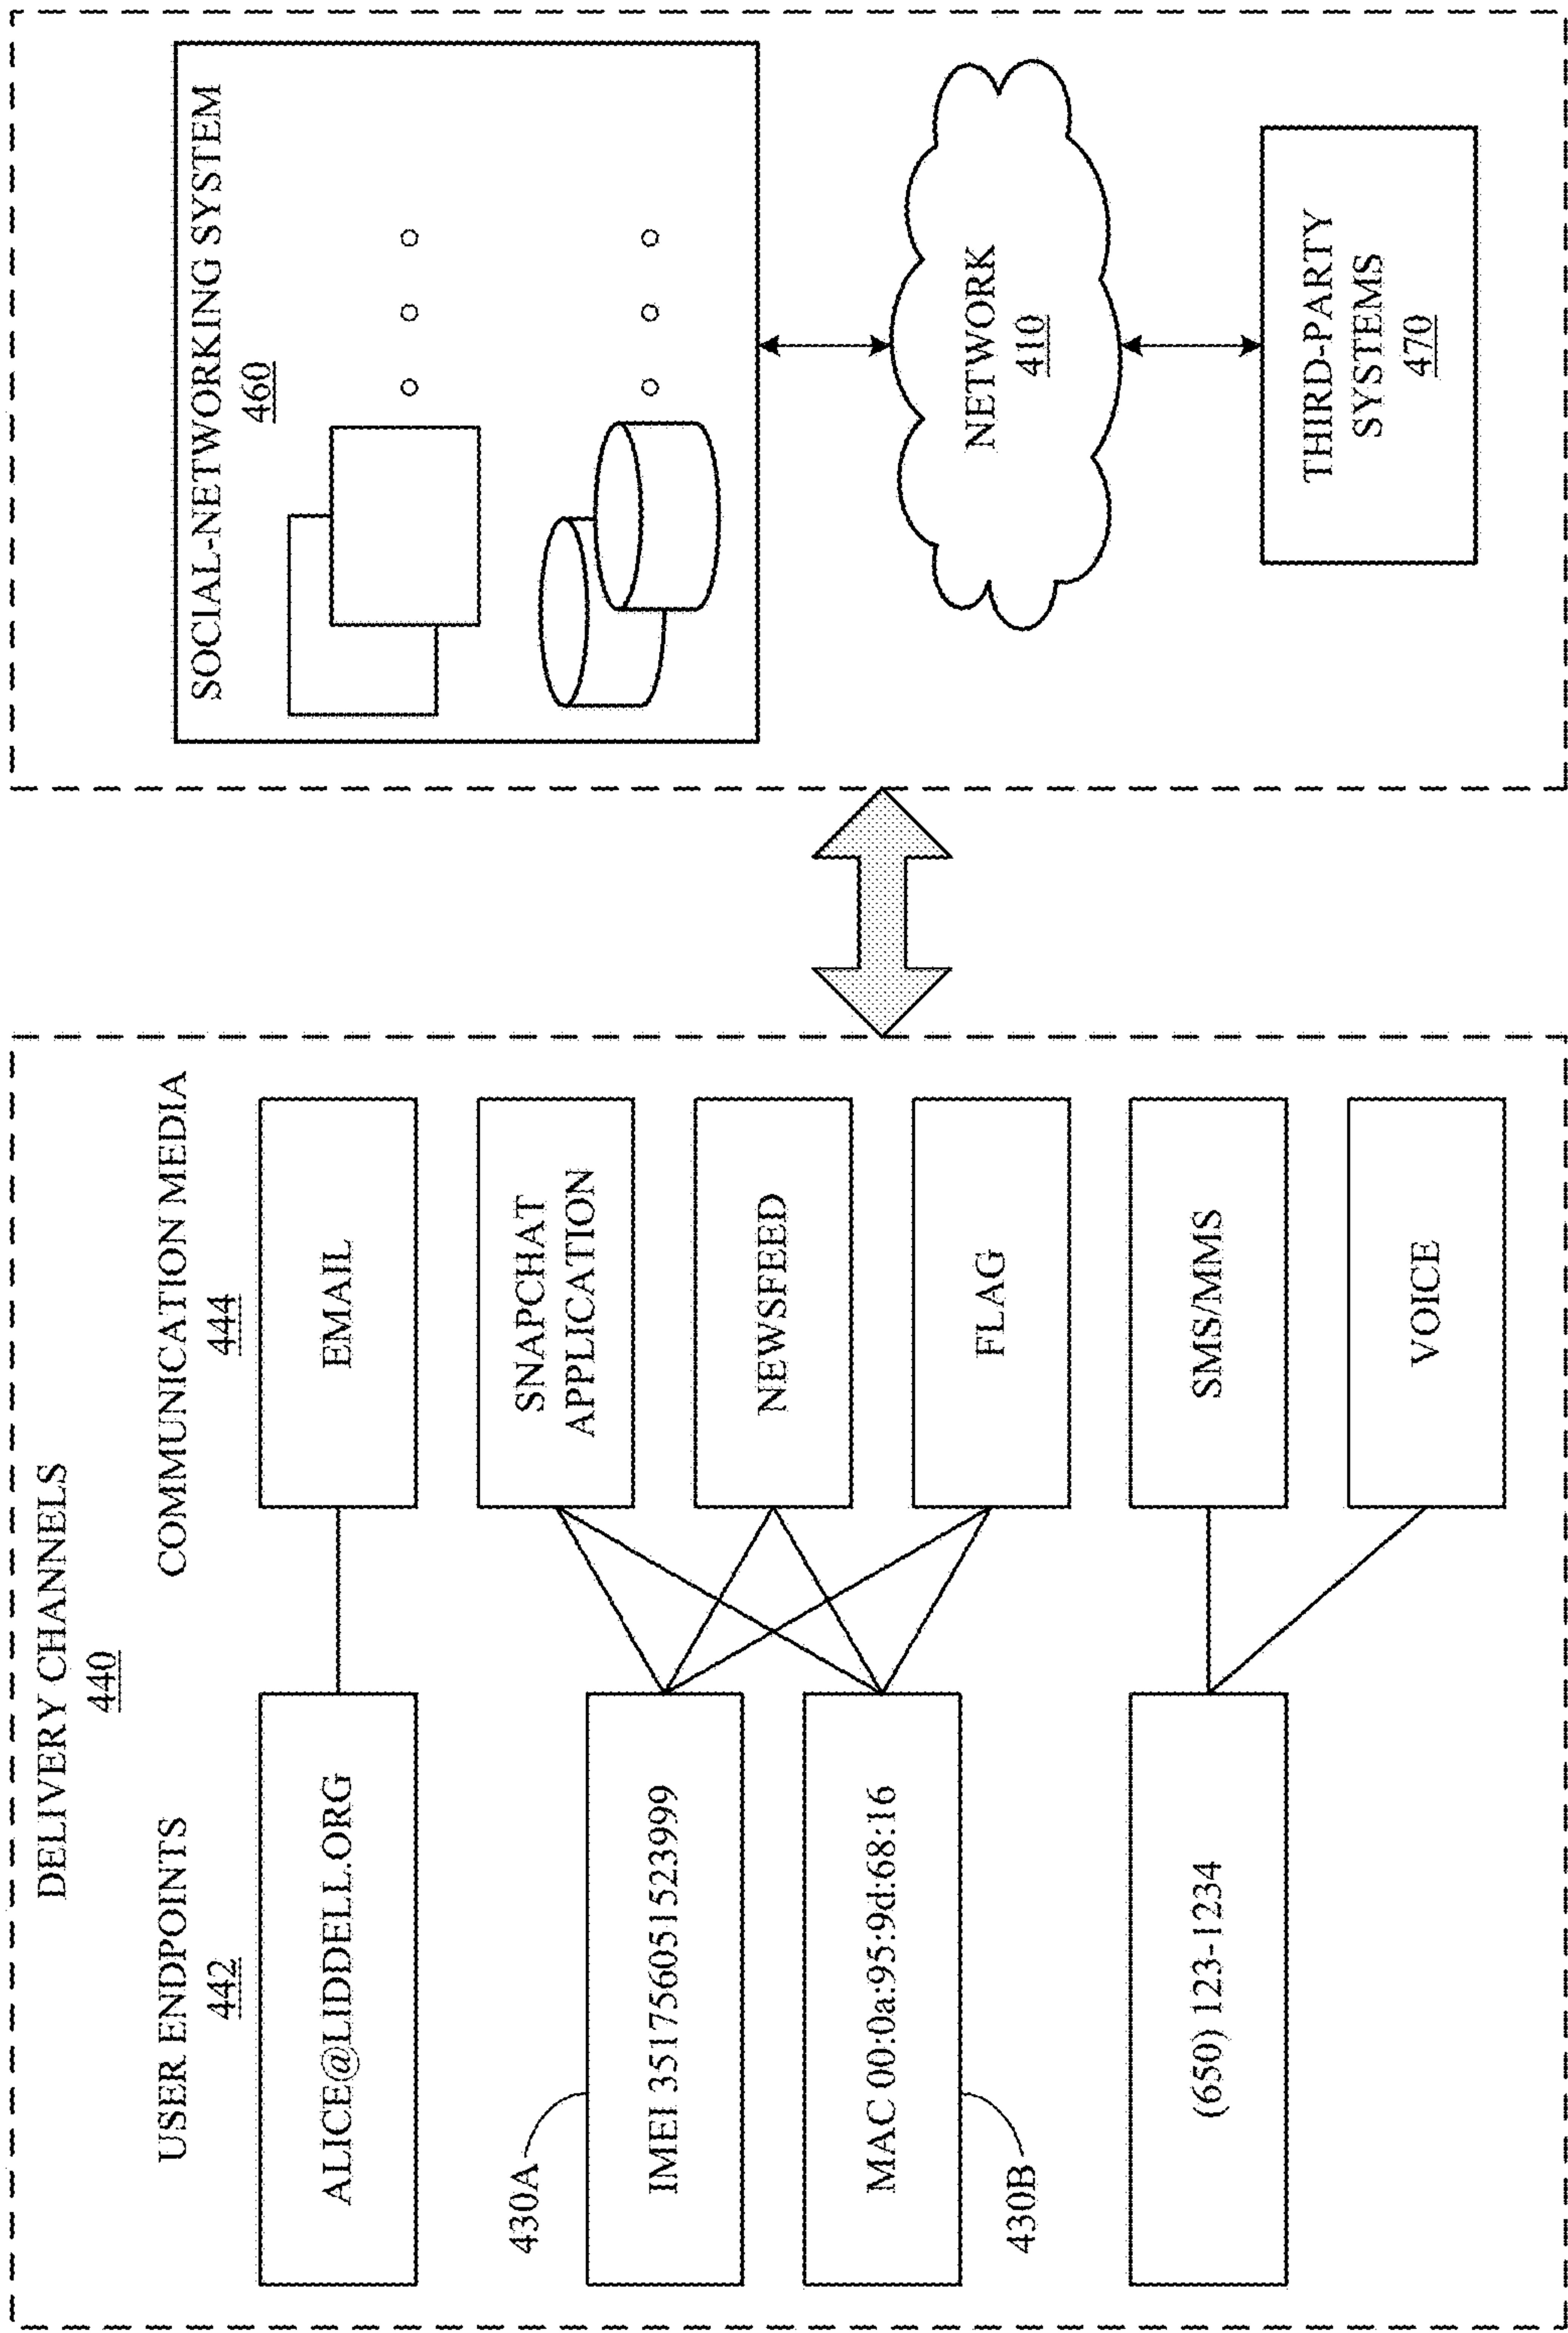 DELIVERY CHANNELS
440
USER ENDPOINTS
442
COMMUNICATION MEDIA
444
ALICE@LIDDELL.ORG
EMAIL
430A
IMEI 351756051523999
SNAPCHAT
APPLICATION
NEWSFEED
MAC 00:0a:95:9d:68:16
430B
FLAG
(650) 123-1234
SMS/MMS
VOICE
SOCIAL-NETWORKING SYSTEM
460
NETWORK
410
THIRD-PARTY
SYSTEMS
470